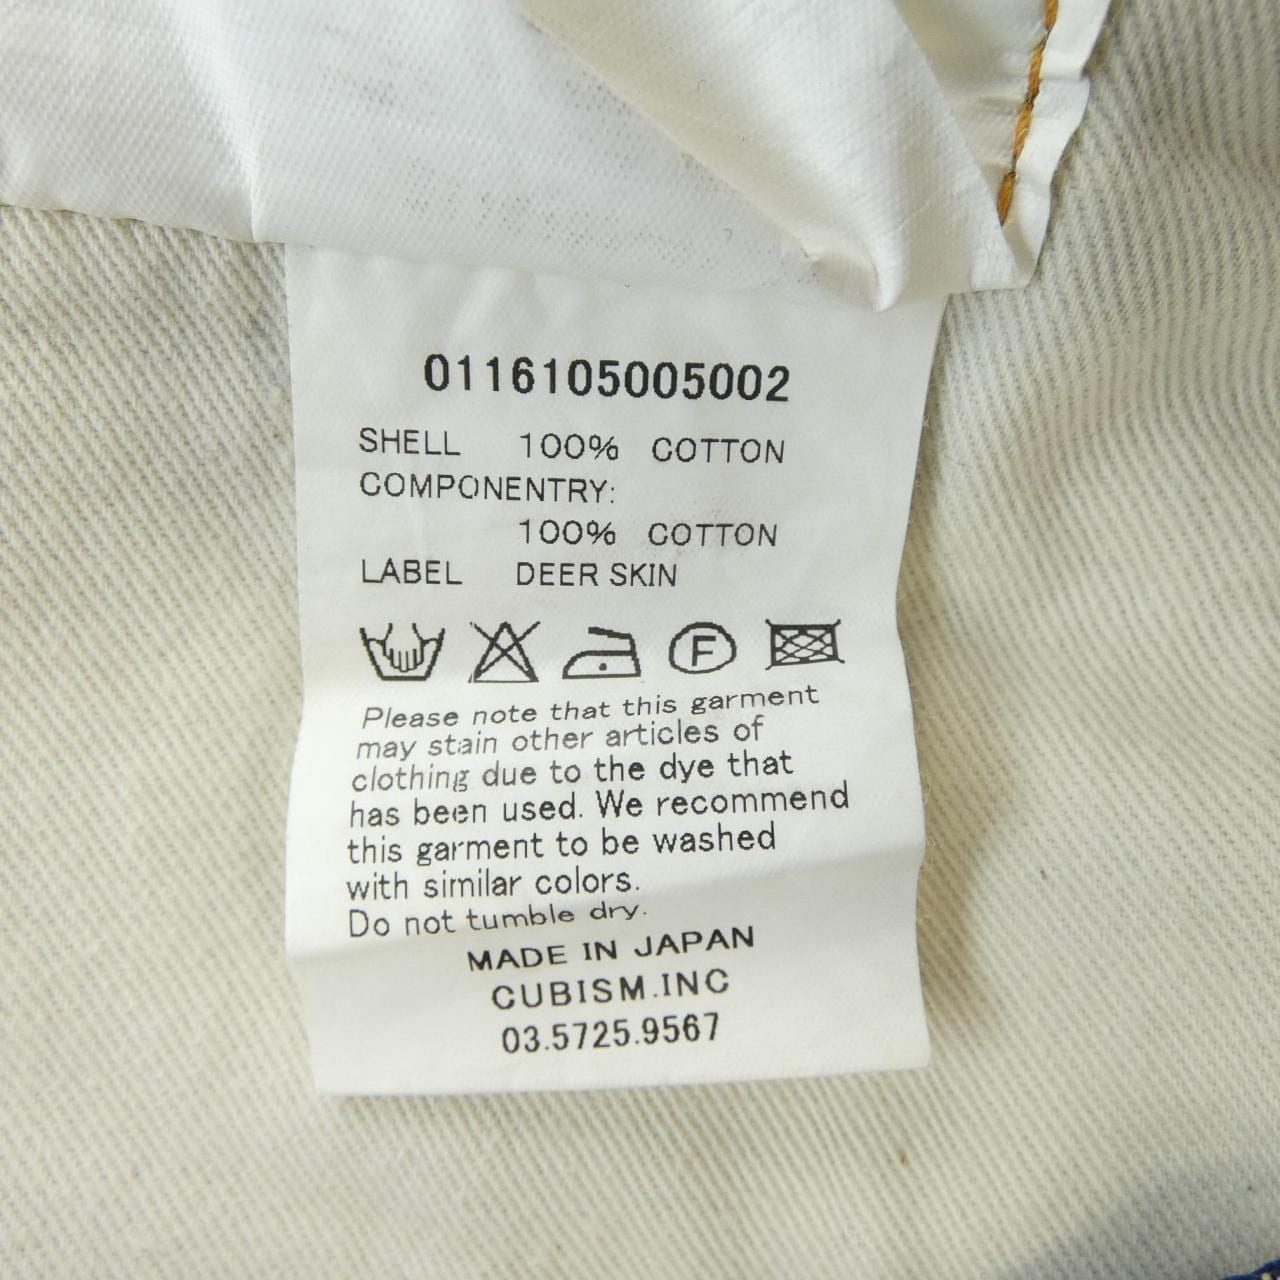 0116105005002
SHELL 100% COTTON
COMPONENTRY:
100% COTTON
LABEL DEER SKIN
F
Please note that this garment
may stain other articles of
clothing due to the dye that
has been used. We recommend
this garment to be washed
with similar colors.
Do not tumble dry.
MADE IN JAPAN
CUBISM.INC
03.5725.9567